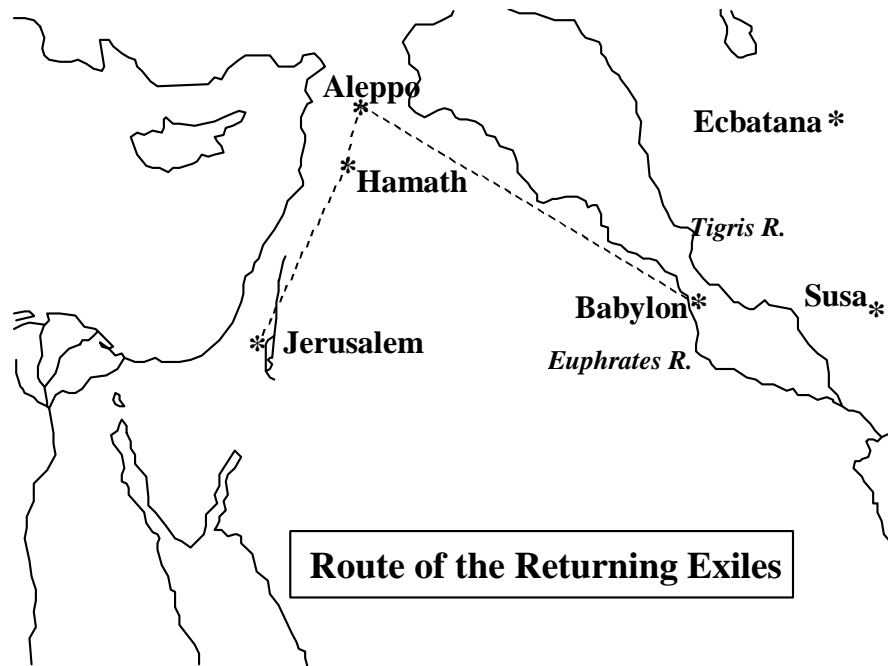 Aleppo
Ecbatana
Hamath
Tigris R.
Babylon
Susa
Jerusalem
Euphrates R.
Route of the Returning Exiles